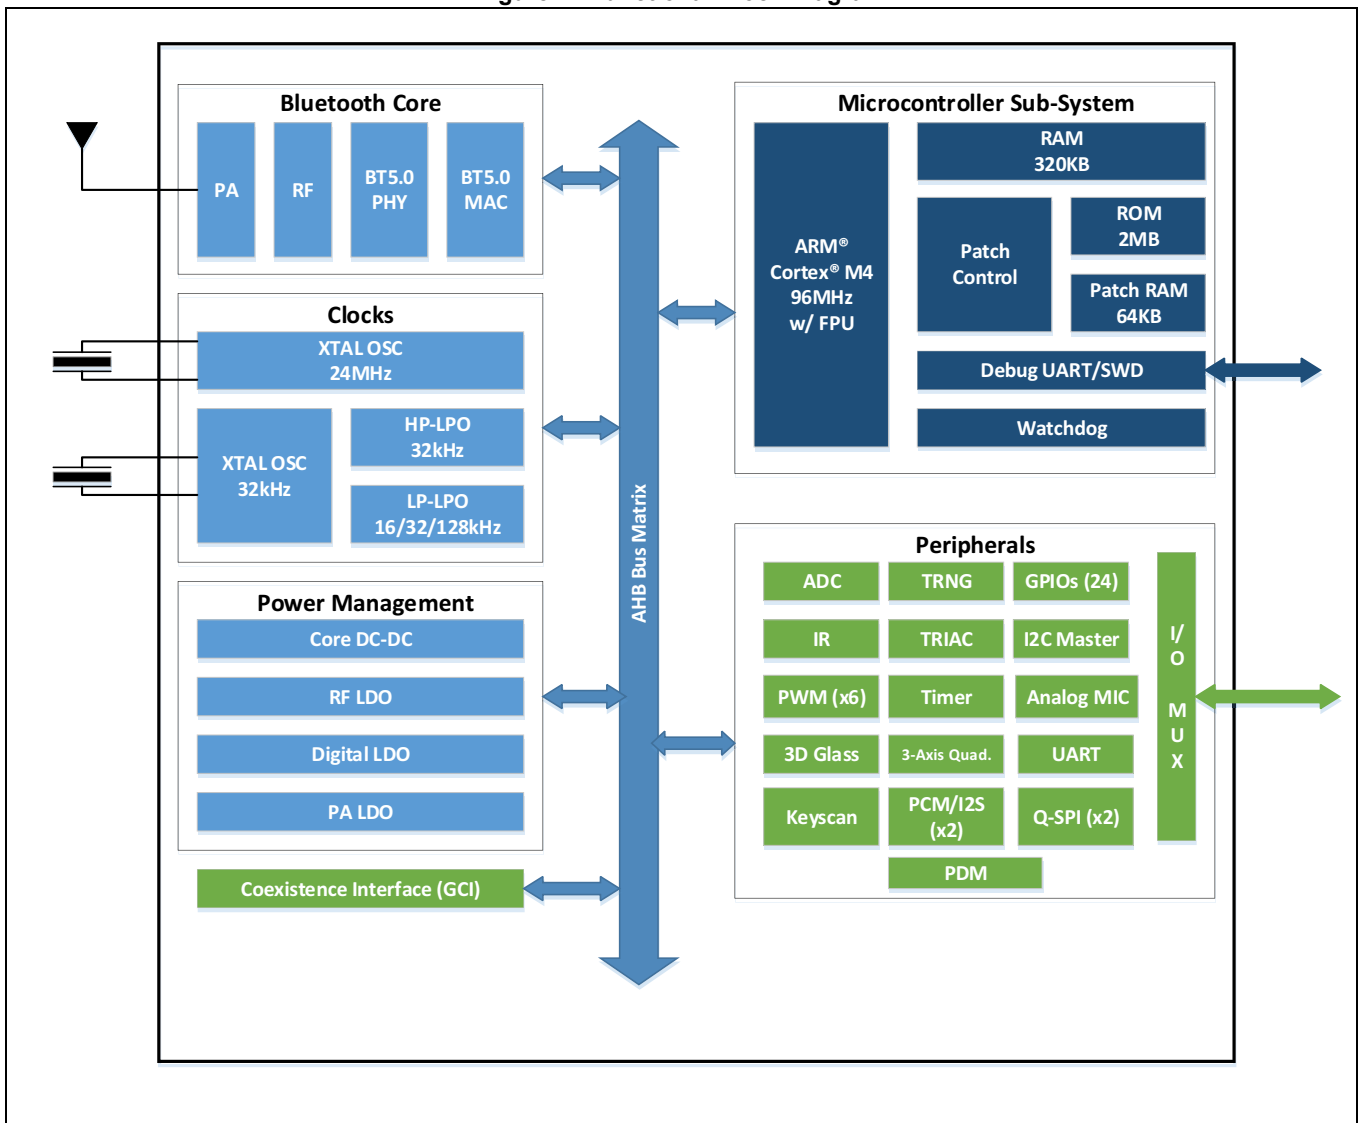 Bluetooth Core
PA
RF
BT5.0
PHY
BT5.0
MAC
Clocks
XTAL OSC
24MHz
XTAL OSC
32kHz
HP-LPO
32kHz
LP-LPO
16/32/128kHz
Power Management
Core DC-DC
RF LDO
Digital LDO
PA LDO
Coexistence Interface (GCI)
AHB Bus Matrix
Microcontroller Sub-System
ARM®
Cortex® M4
96MHz
w/ FPU
RAM
320KB
Patch
Control
ROM
2MB
Patch RAM
64KB
Debug UART/SWD
Watchdog
Peripherals
ADC
TRNG
GPIOs (24)
IR
TRIAC
I2C Master
PWM (x6)
Timer
Analog MIC
3D Glass
3-Axis Quad.
UART
Keyscan
PCM/I2S
(x2)
Q-SPI (x2)
PDM
I/
O
M
U
X